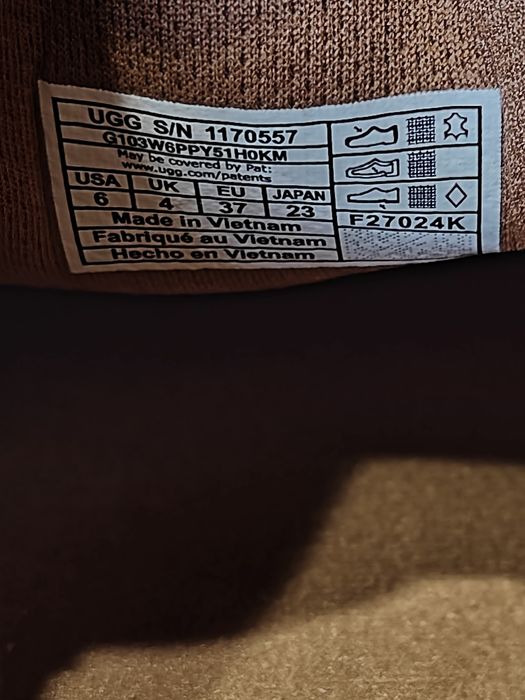 UGG S/N 1170557
G103W6PPY51H0KM
May be covered by Pat:
www.ugg.com/patents
USA UK EU JAPAN
6 4 37 23
Made in Vietnam
Fabriqué au Vietnam
Hecho en Vietnam
F27024K